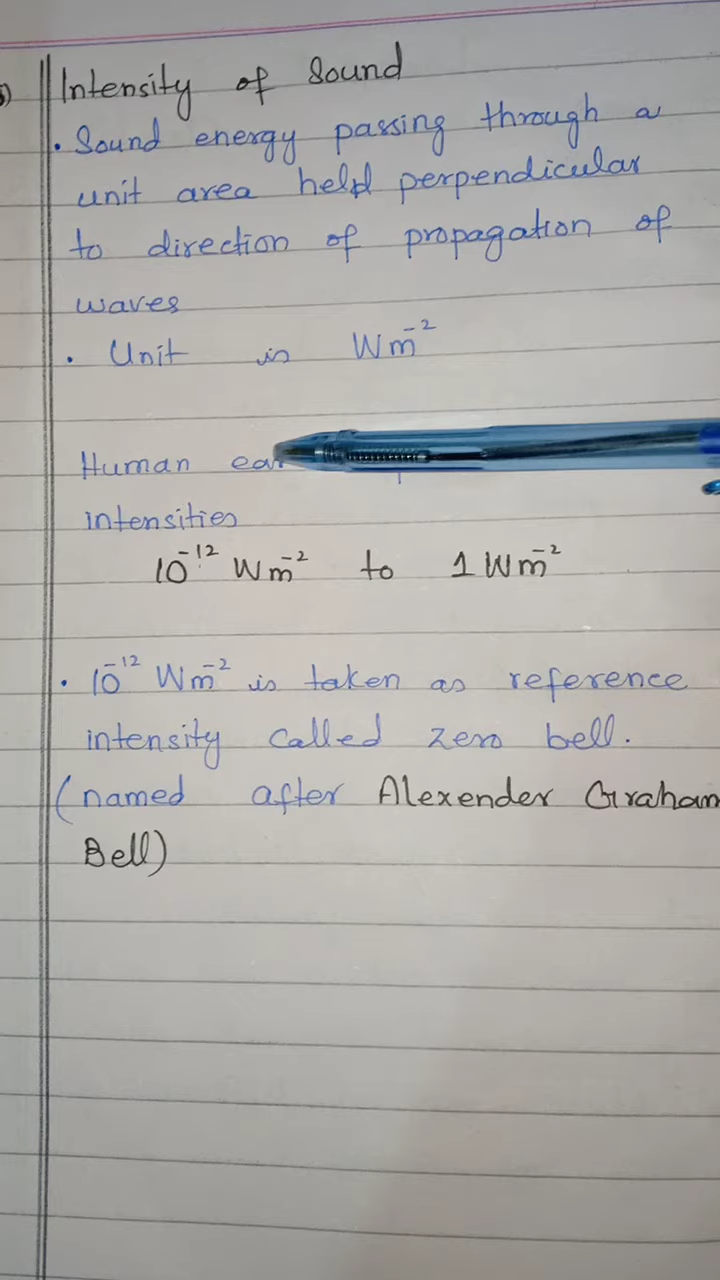 Intensity of Sound
. Sound energy passing through a
unit area held perpendicular
to direction of propagation of
waves
. Unit is Wm⁻²
Human
intensities
10⁻¹² Wm⁻² to 1 Wm⁻²
. 10⁻¹² Wm⁻² is taken as reference
intensity called zero bell.
(named after Alexender Graham
Bell)